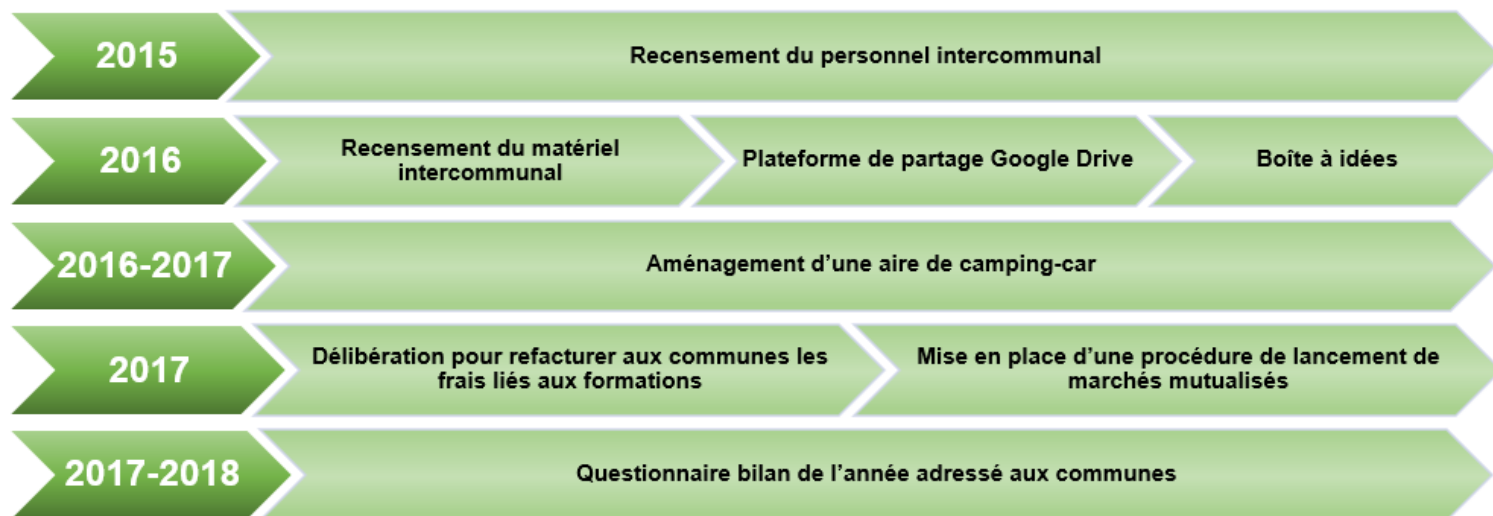 2015
Recensement du personnel intercommunal
2016
Recensement du matériel
intercommunal
Plateforme de partage Google Drive
Boîte à idées
2016-2017
Aménagement d’une aire de camping-car
2017
Délibération pour refacturer aux communes les
frais liés aux formations
Mise en place d’une procédure de lancement de
marchés mutualisés
2017-2018
Questionnaire bilan de l’année adressé aux communes